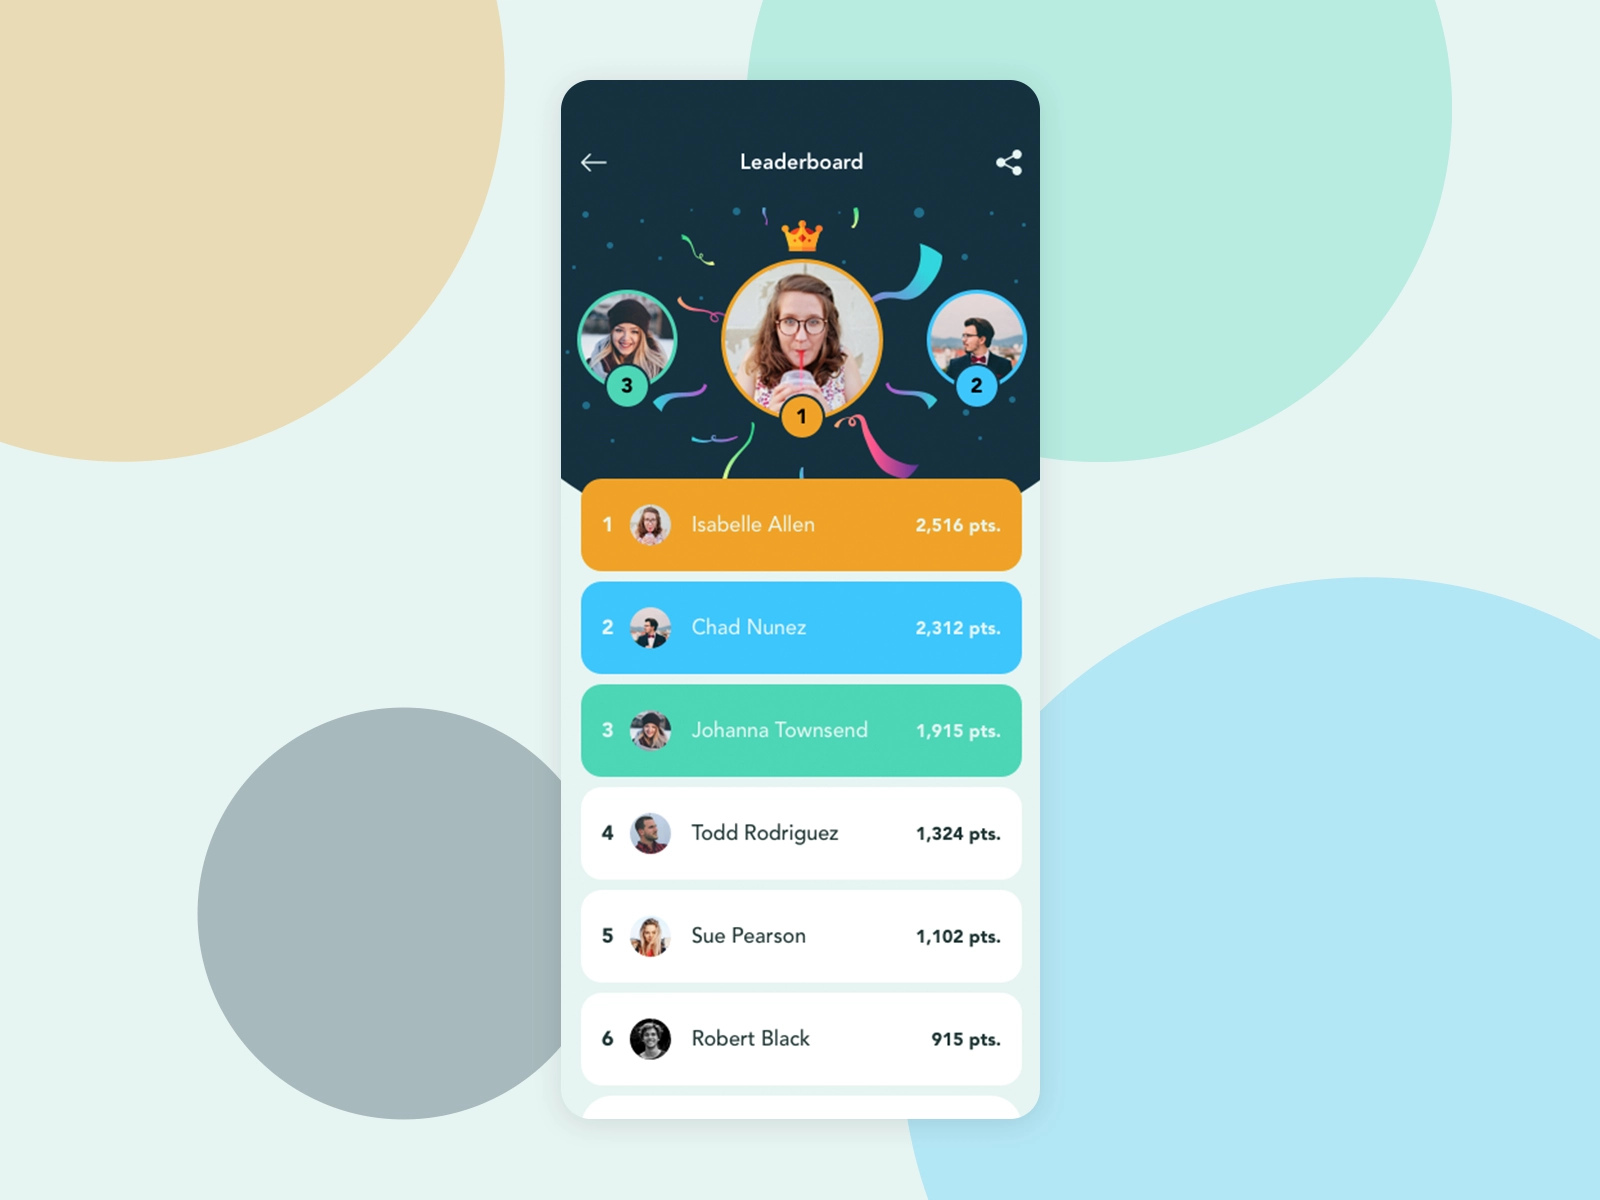 Leaderboard
3
1
2
1 Isabelle Allen 2,516 pts.
2 Chad Nunez 2,312 pts.
3 Johanna Townsend 1,915 pts.
4 Todd Rodriguez 1,324 pts.
5 Sue Pearson 1,102 pts.
6 Robert Black 915 pts.